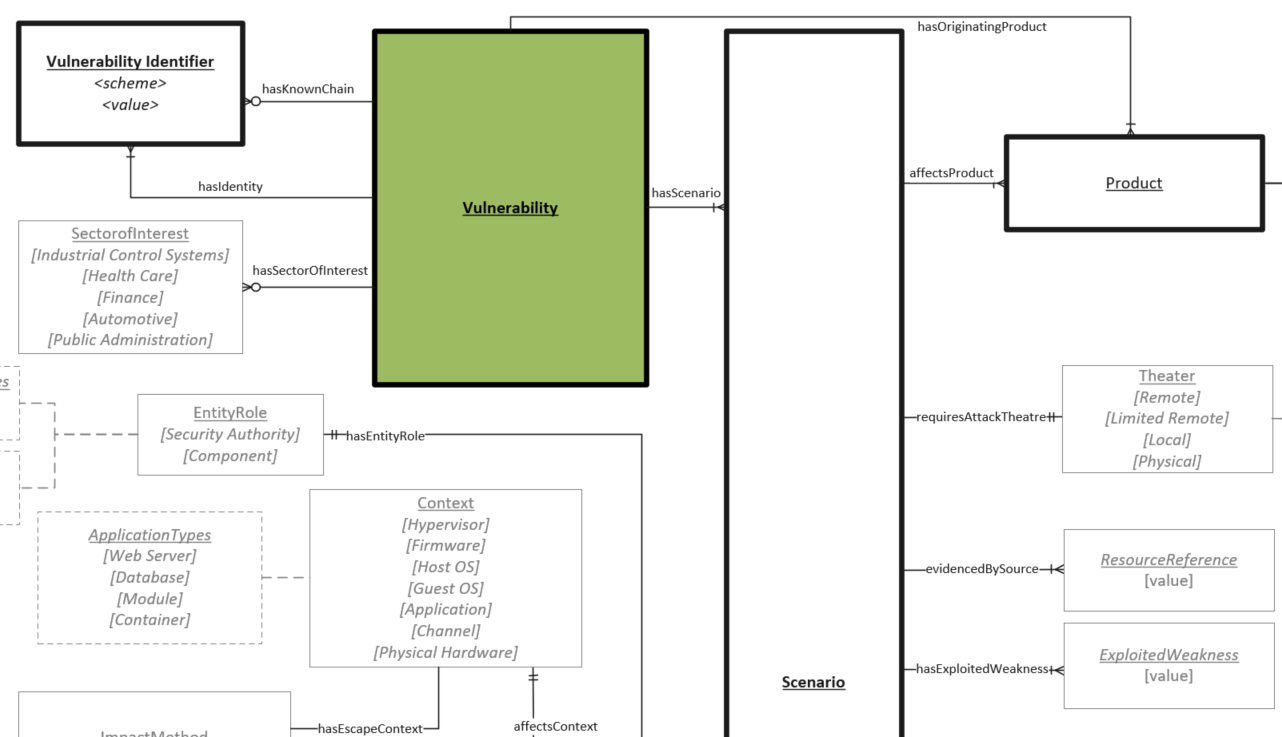 hasOriginatingProduct
Vulnerability Identifier
<scheme>
<value>
hasKnownChain
hasIdentity
hasScenario
Vulnerability
affectsProduct
Product
SectorofInterest
[Industrial Control Systems]
[Health Care]
[Finance]
[Automotive]
[Public Administration]
hasSectorOfInterest
es
EntityRole
[Security Authority]
[Component]
hasEntityRole
requiresAttackTheatre
Theater
[Remote]
[Limited Remote]
[Local]
[Physical]
ApplicationTypes
[Web Server]
[Database]
[Module]
[Container]
Context
[Hypervisor]
[Firmware]
[Host OS]
[Guest OS]
[Application]
[Channel]
[Physical Hardware]
evidencedBySource
ResourceReference
[value]
hasExploitedWeakness
ExploitedWeakness
[value]
Scenario
ImpactMethod
hasEscapeContext
affectsContext